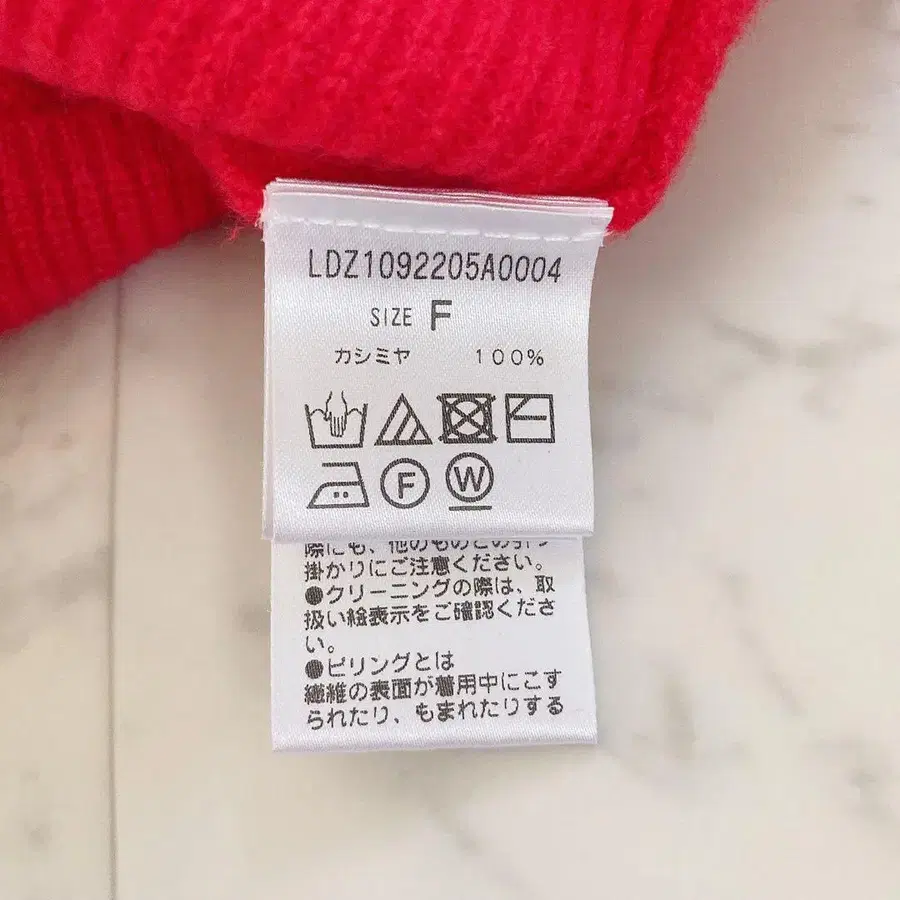 LDZ1092205A0004
SIZE F
カシミヤ 100%
F W
際にも、他のものとの引っ
掛かりにご注意ください。
●クリーニングの際は、取
扱い絵表示をご確認くださ
い。
●ピリングとは
繊維の表面が着用中にこす
られたり、もまれたりする